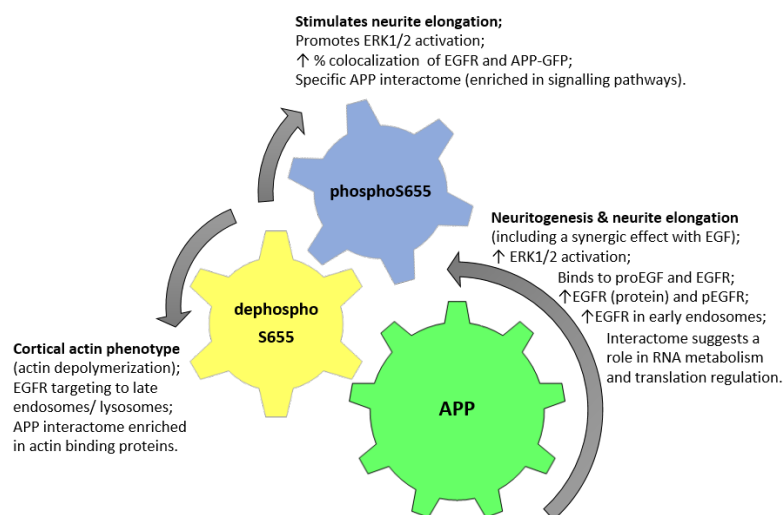 Stimulates neurite elongation;
Promotes ERK1/2 activation;
↑ % colocalization of EGFR and APP-GFP;
Specific APP interactome (enriched in signalling pathways).
phosphoS655
Neuritogenesis & neurite elongation
(including a synergic effect with EGF);
↑ ERK1/2 activation;
Binds to proEGF and EGFR;
↑EGFR (protein) and pEGFR;
↑EGFR in early endosomes;
Interactome suggests a
role in RNA metabolism
and translation regulation.
dephospho
S655
Cortical actin phenotype
(actin depolymerization);
EGFR targeting to late
endosomes/ lysosomes;
APP interactome enriched
in actin binding proteins.
APP